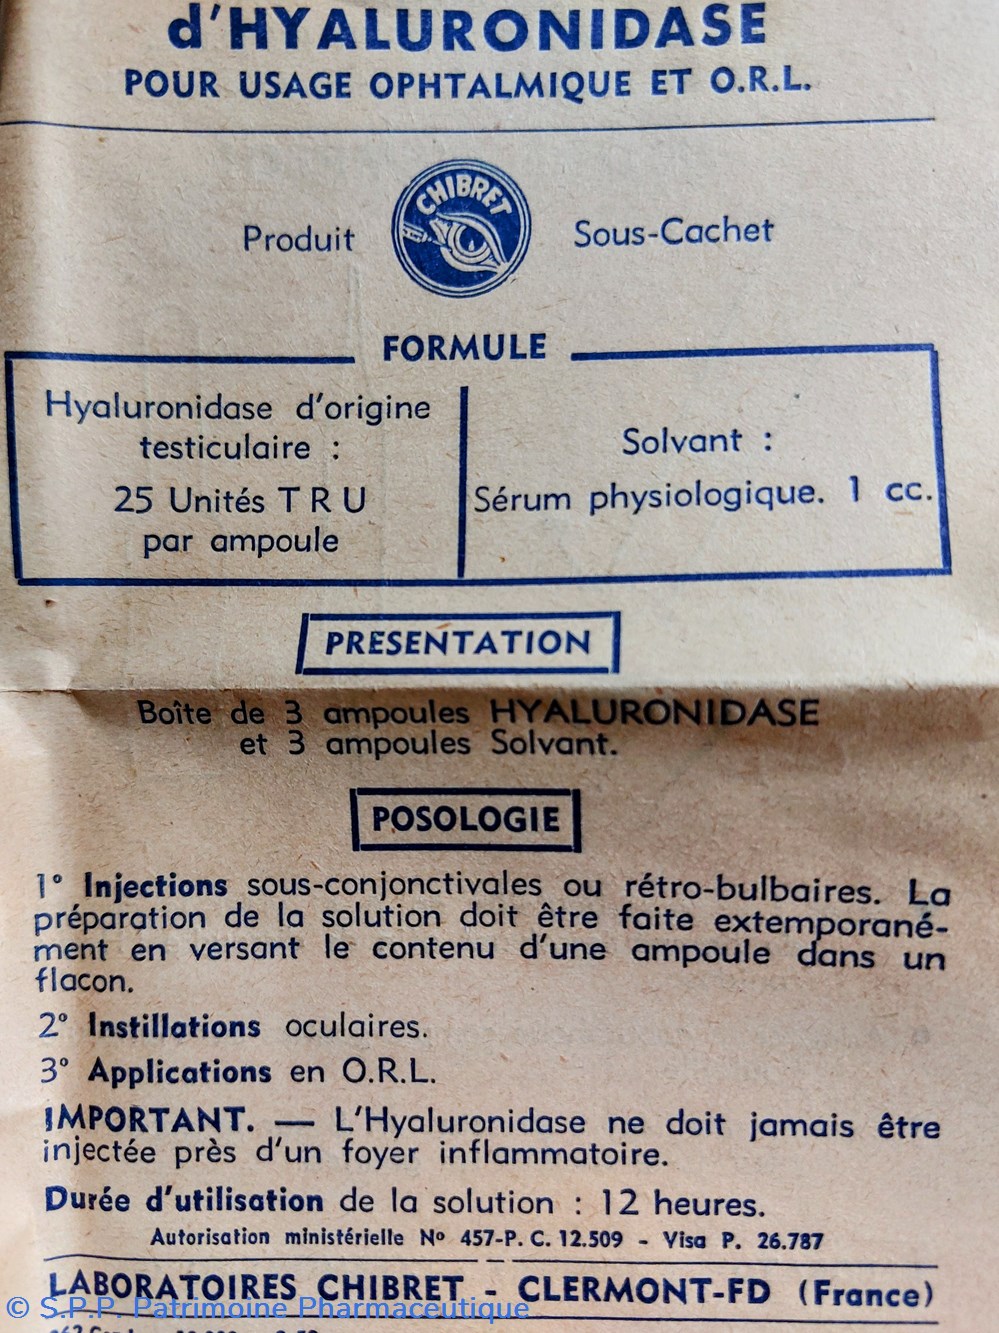 d'HYALURONIDASE
POUR USAGE OPHTALMIQUE ET O.R.L.
Produit
CHIBRET
Sous-Cachet
FORMULE
Hyaluronidase d'origine
testiculaire :
25 Unités T R U
par ampoule
Solvant :
Sérum physiologique. 1 cc.
PRESENTATION
Boîte de 3 ampoules HYALURONIDASE
et 3 ampoules Solvant.
POSOLOGIE
1° Injections sous-conjonctivales ou rétro-bulbaires. La
préparation de la solution doit être faite extemporané-
ment en versant le contenu d'une ampoule dans un
flacon.
2° Instillations oculaires.
3° Applications en O.R.L.
IMPORTANT. — L'Hyaluronidase ne doit jamais être
injectée près d'un foyer inflammatoire.
Durée d'utilisation de la solution : 12 heures.
Autorisation ministérielle Nº 457-P. C. 12.509 - Visa P. 26.787
LABORATOIRES CHIBRET - CLERMONT-FD (France)
© S.P.P. Patrimoine Pharmaceutique